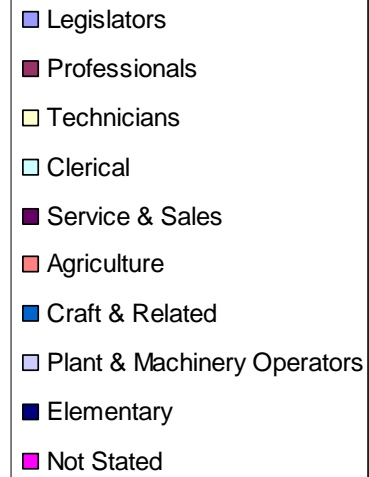 Legislators
Professionals
Technicians
Clerical
Service & Sales
Agriculture
Craft & Related
Plant & Machinery Operators
Elementary
Not Stated